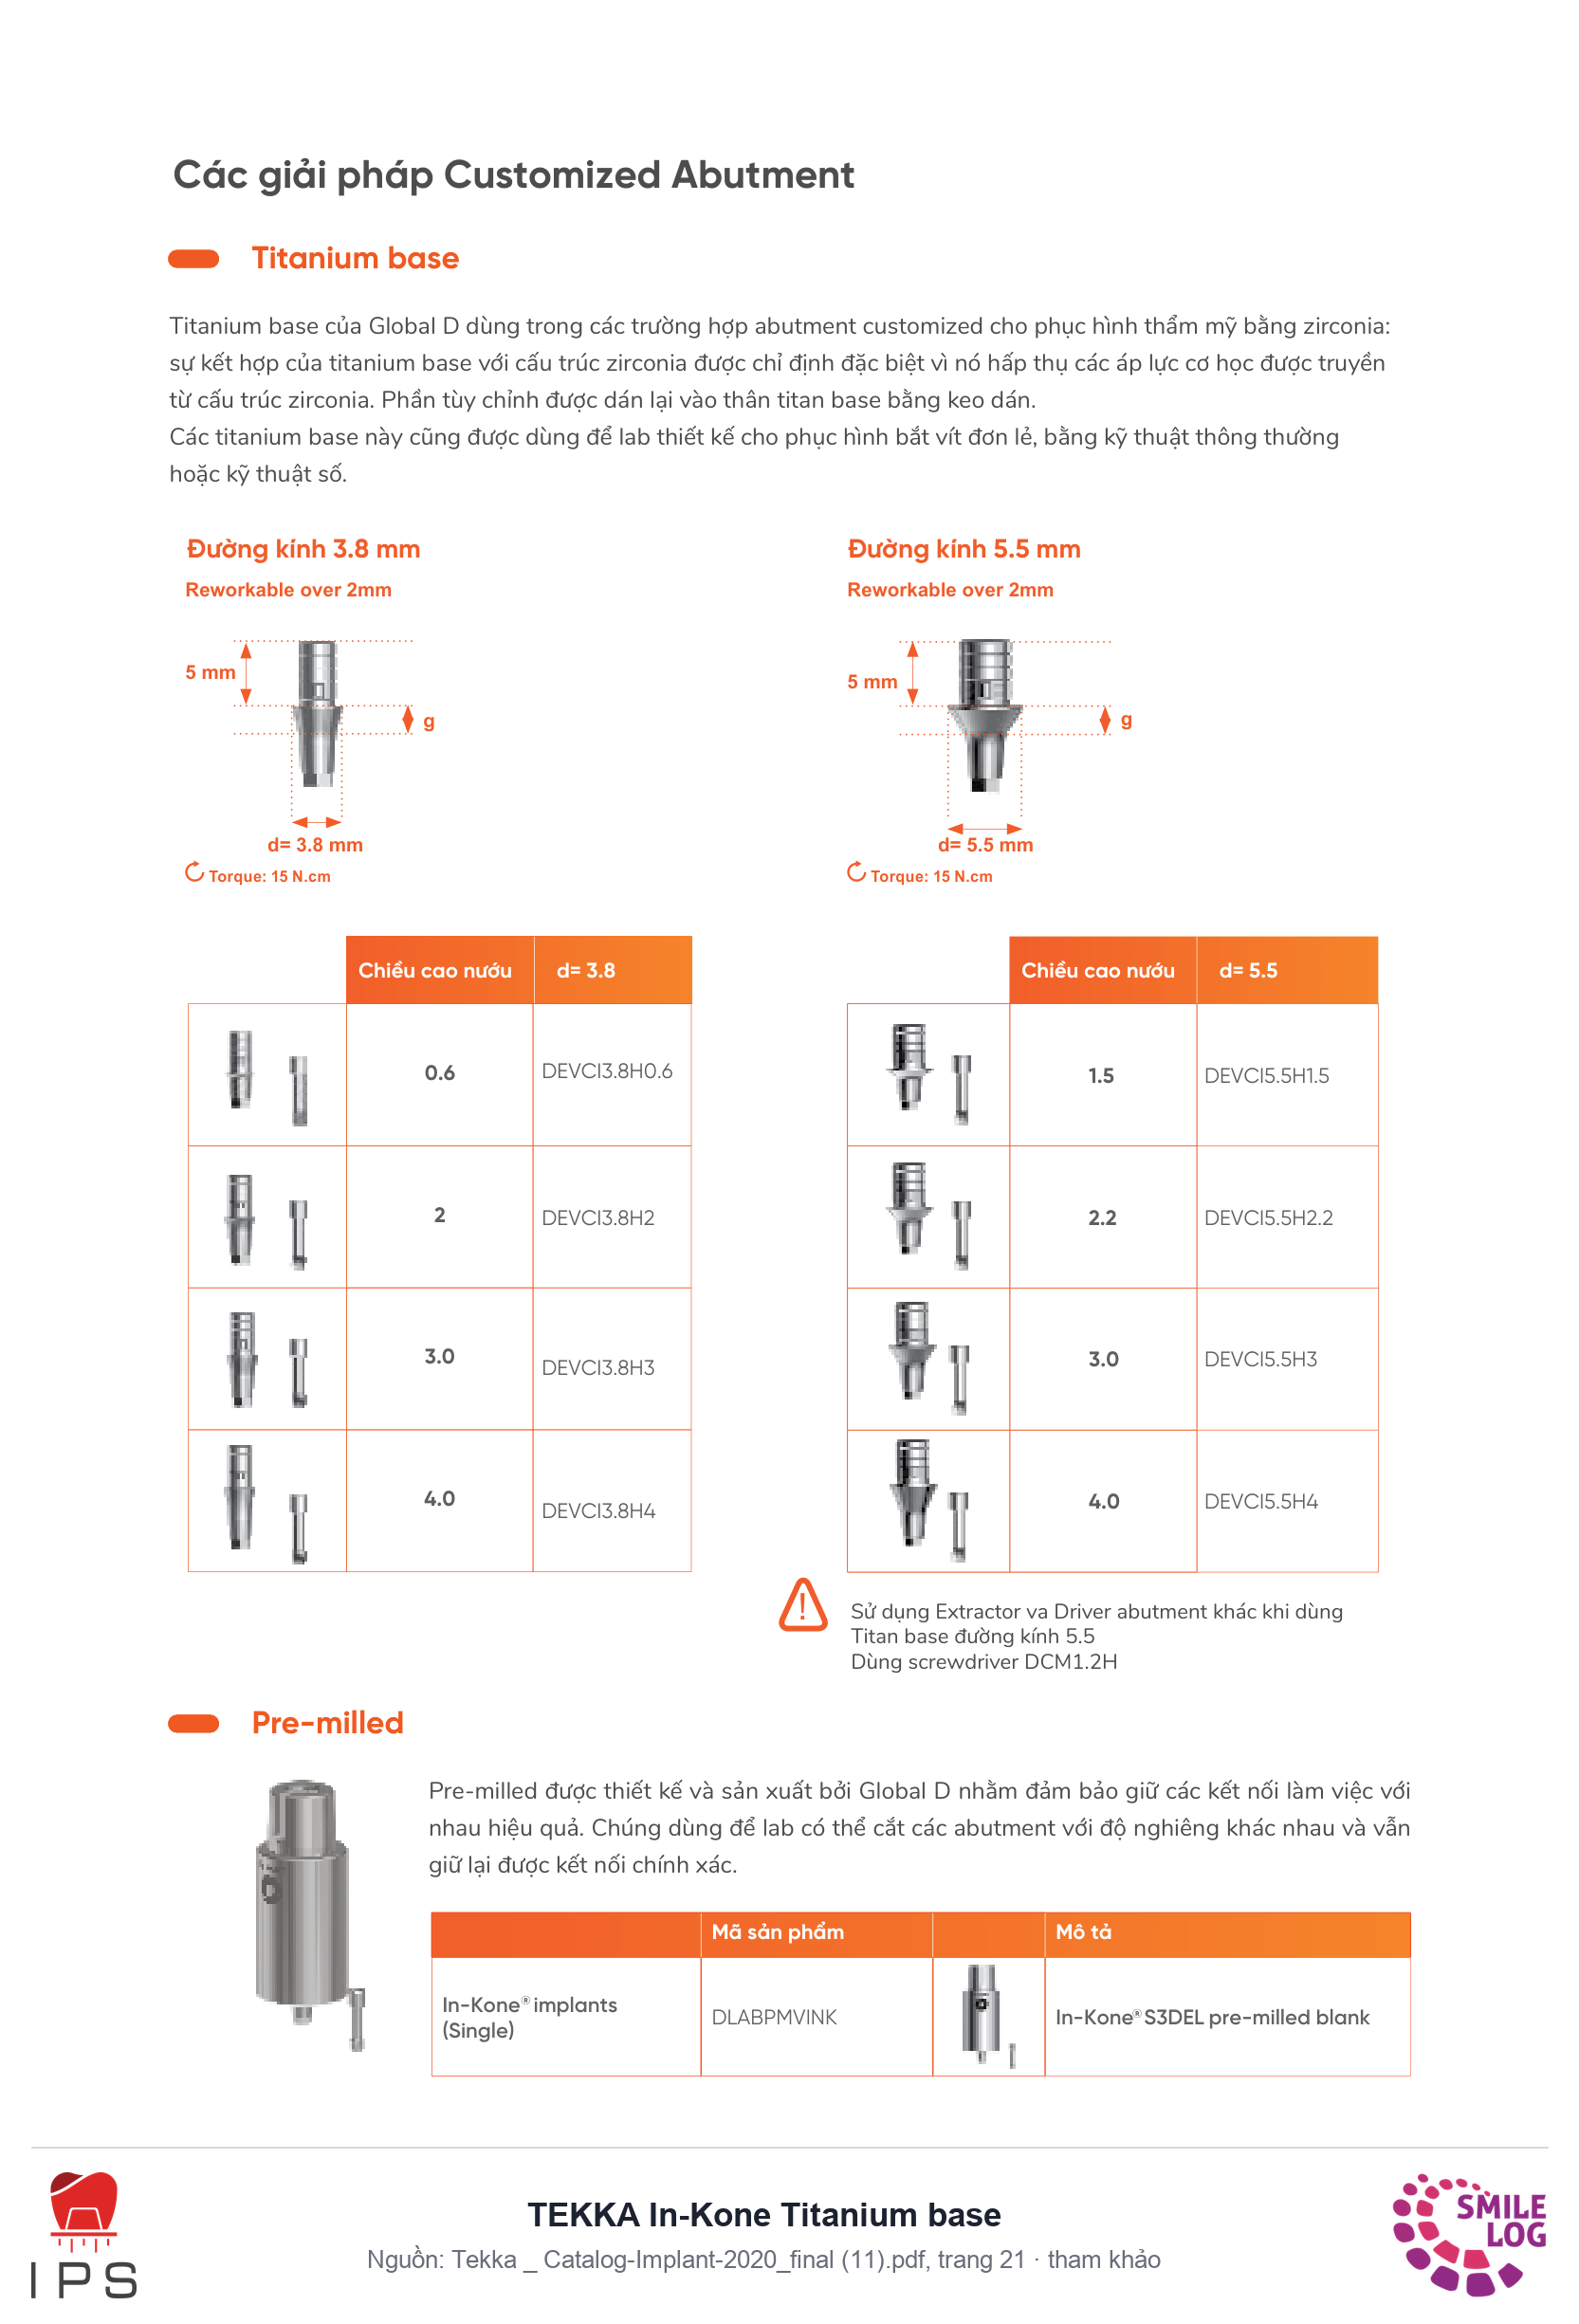 Các giải pháp Customized Abutment
Titanium base
Titanium base của Global D dùng trong các trường hợp abutment customized cho phục hình thẩm mỹ bằng zirconia:
sự kết hợp của titanium base với cấu trúc zirconia được chỉ định đặc biệt vì nó hấp thụ các áp lực cơ học được truyền
từ cấu trúc zirconia. Phần tùy chỉnh được dán lại vào thân titan base bằng keo dán.
Các titanium base này cũng được dùng để lab thiết kế cho phục hình bắt vít đơn lẻ, bằng kỹ thuật thông thường
hoặc kỹ thuật số.
Đường kính 3.8 mm
Reworkable over 2mm
5 mm
g
d= 3.8 mm
Torque: 15 N.cm
Đường kính 5.5 mm
Reworkable over 2mm
5 mm
g
d= 5.5 mm
Torque: 15 N.cm
Chiều cao nướu d= 3.8
0.6 DEVCI3.8H0.6
2 DEVCI3.8H2
3.0 DEVCI3.8H3
4.0 DEVCI3.8H4
Chiều cao nướu d= 5.5
1.5 DEVCI5.5H1.5
2.2 DEVCI5.5H2.2
3.0 DEVCI5.5H3
4.0 DEVCI5.5H4
Sử dụng Extractor va Driver abutment khác khi dùng
Titan base đường kính 5.5
Dùng screwdriver DCM1.2H
Pre-milled
Pre-milled được thiết kế và sản xuất bởi Global D nhằm đảm bảo giữ các kết nối làm việc với
nhau hiệu quả. Chúng dùng để lab có thể cắt các abutment với độ nghiêng khác nhau và vẫn
giữ lại được kết nối chính xác.
Mã sản phẩm Mô tả
In-Kone® implants
(Single)
DLABPMVINK
In-Kone® S3DEL pre-milled blank
IPS
TEKKA In-Kone Titanium base
Nguồn: Tekka _ Catalog-Implant-2020_final (11).pdf, trang 21 · tham khảo
SMILE
LOG